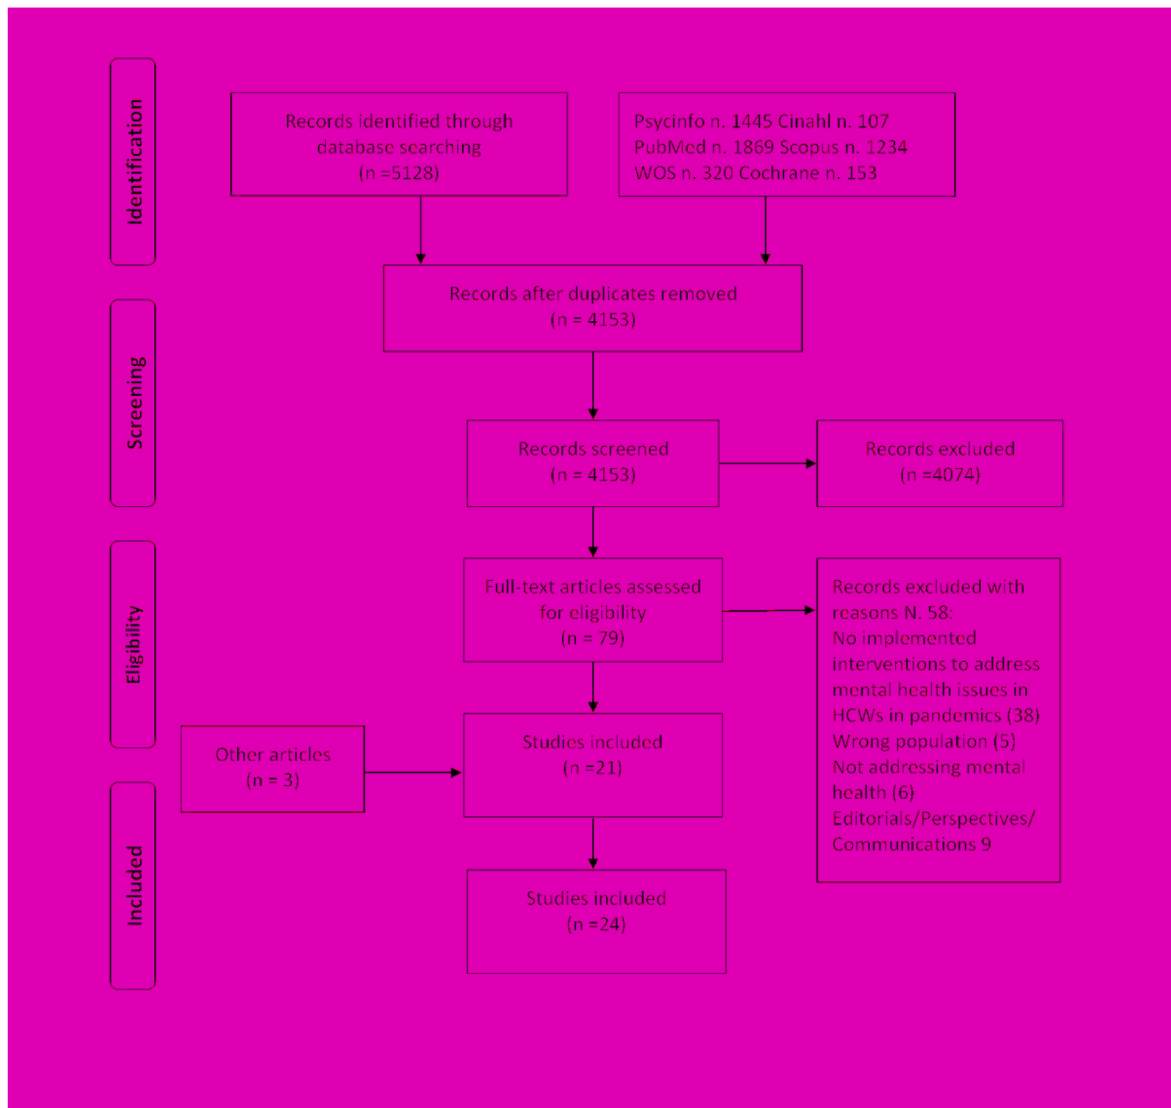 Identification
Records identified through
database searching
(n =5128)
Psycinfo n. 1445 Cinahl n. 107
PubMed n. 1869 Scopus n. 1234
WOS n. 320 Cochrane n. 153
Records after duplicates removed
(n = 4153)
Screening
Records screened
(n = 4153)
Records excluded
(n =4074)
Eligibility
Full-text articles assessed
for eligibility
(n = 79)
Records excluded with
reasons N. 58:
No implemented
interventions to address
mental health issues in
HCWs in pandemics (38)
Wrong population (5)
Not addressing mental
health (6)
Editorials/Perspectives/
Communications 9
Other articles
(n = 3)
Studies included
(n =21)
Included
Studies included
(n =24)